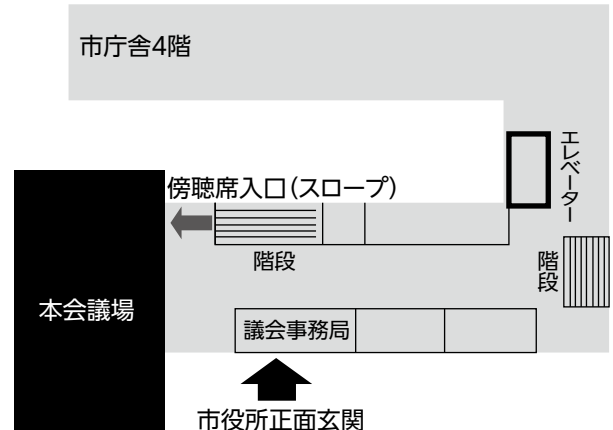 市庁舎4階
エレベーター
傍聴席入口(スロープ)
階段
階段
本会議場
議会事務局
市役所正面玄関